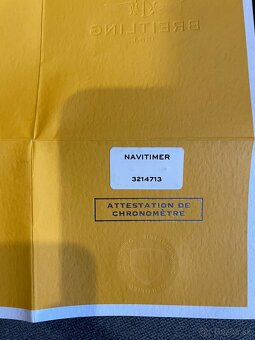 BREITLING
NAVITIMER
3214713
ATTESTATION DE
CHRONOMÈTRE